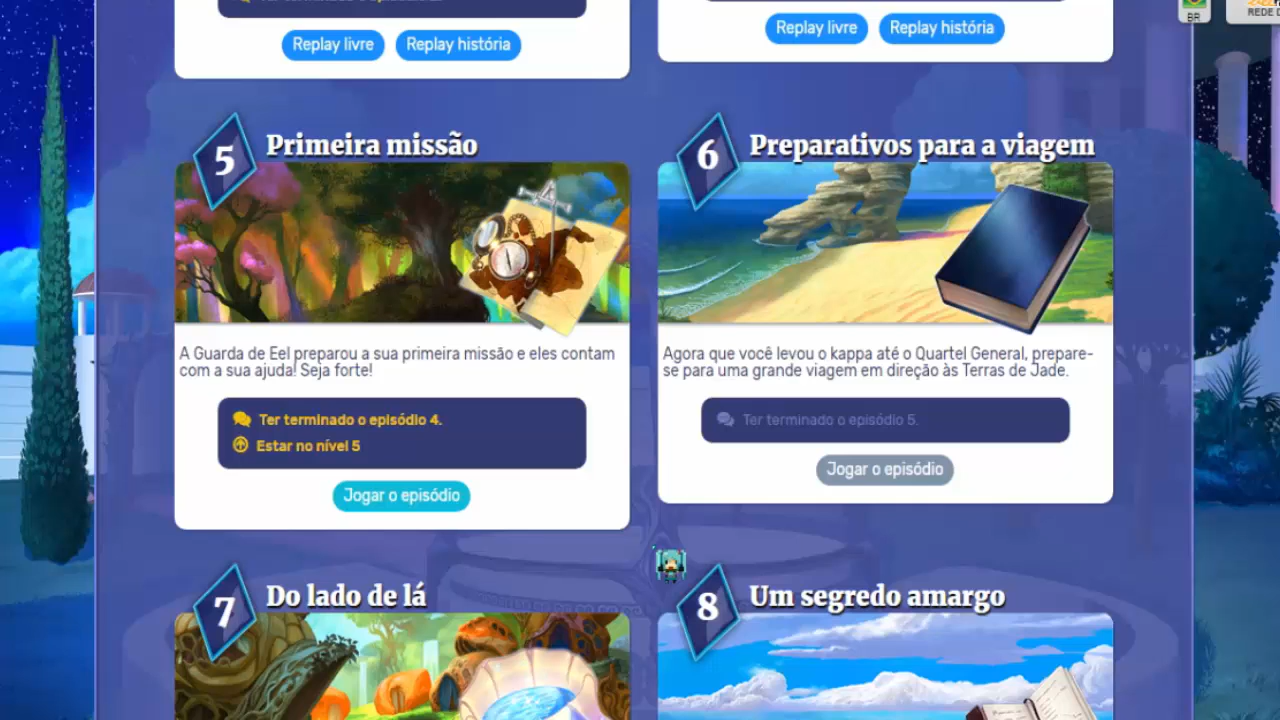 Replay livre
Replay história
Replay livre
Replay história
BR
REDE
5
Primeira missão
A Guarda de Eel preparou a sua primeira missão e eles contam
com a sua ajuda! Seja forte!
Ter terminado o episódio 4.
Estar no nível 5
Jogar o episódio
6
Preparativos para a viagem
Agora que você levou o kappa até o Quartel General, prepare-
se para uma grande viagem em direção às Terras de Jade.
Ter terminado o episódio 5.
Jogar o episódio
7
Do lado de lá
8
Um segredo amargo